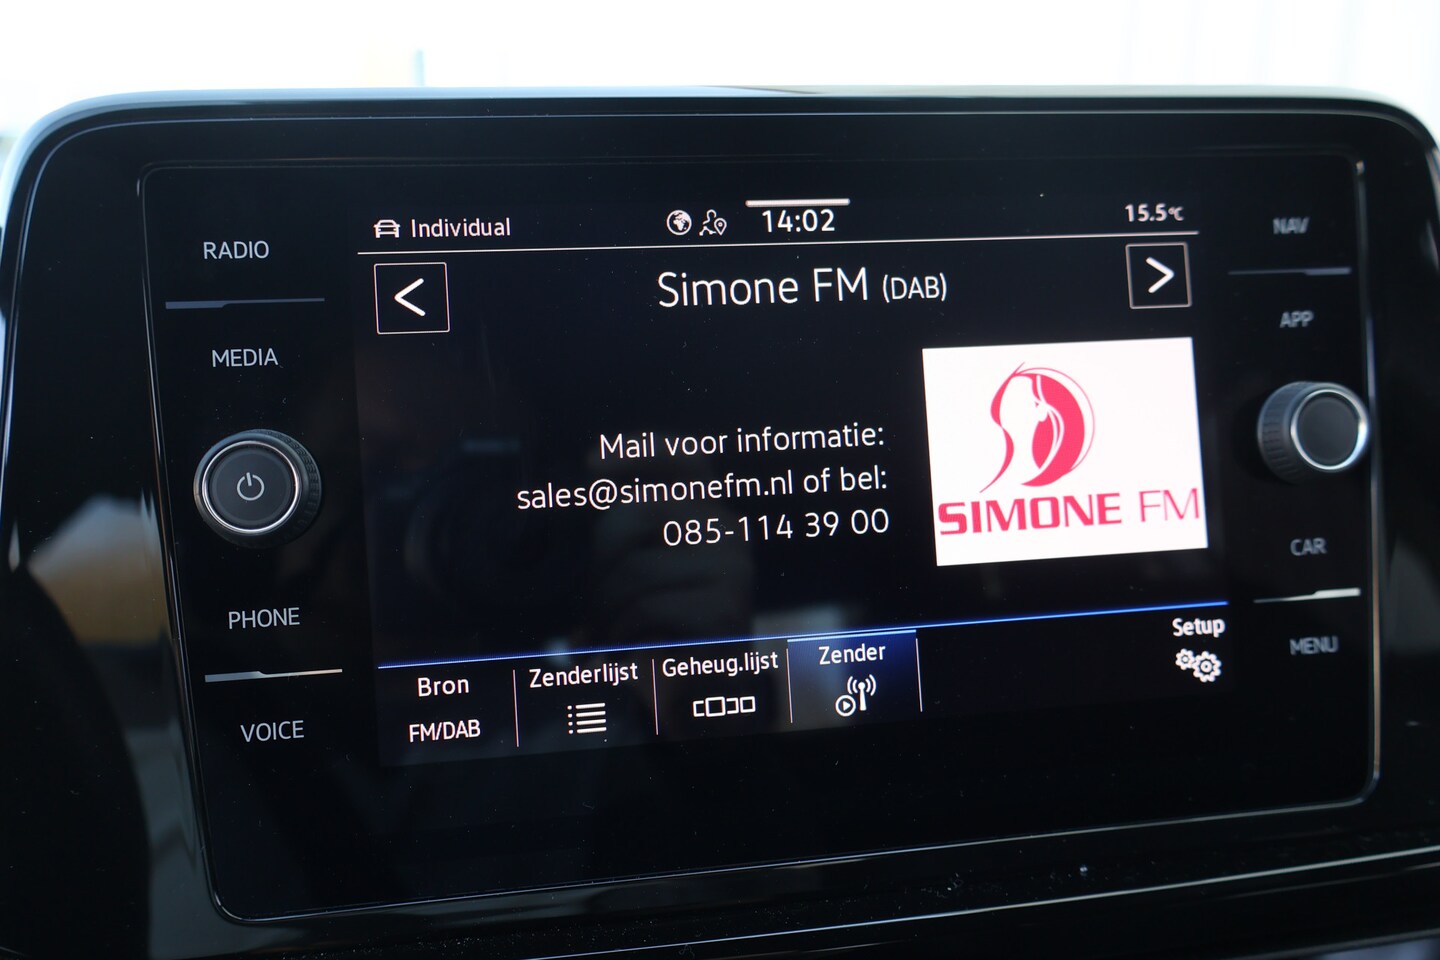 RADIO
MEDIA
PHONE
VOICE
Individual
14:02
15.5°C
<
Simone FM (DAB)
>
Mail voor informatie:
sales@simonefm.nl of bel:
085-114 39 00
SIMONE FM
Bron
FM/DAB
Zenderlijst
Geheug.lijst
Zender
Setup
NAV
APP
CAR
MENU